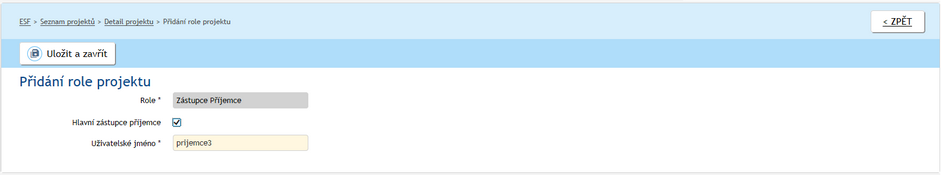 ESF > Seznam projektů > Detail projektu > Přidání role projektu
< ZPĚT
Uložit a zavřít
Přidání role projektu
Role * Zástupce Příjemce
Hlavní zástupce příjemce
Uživatelské jméno * prijemce3